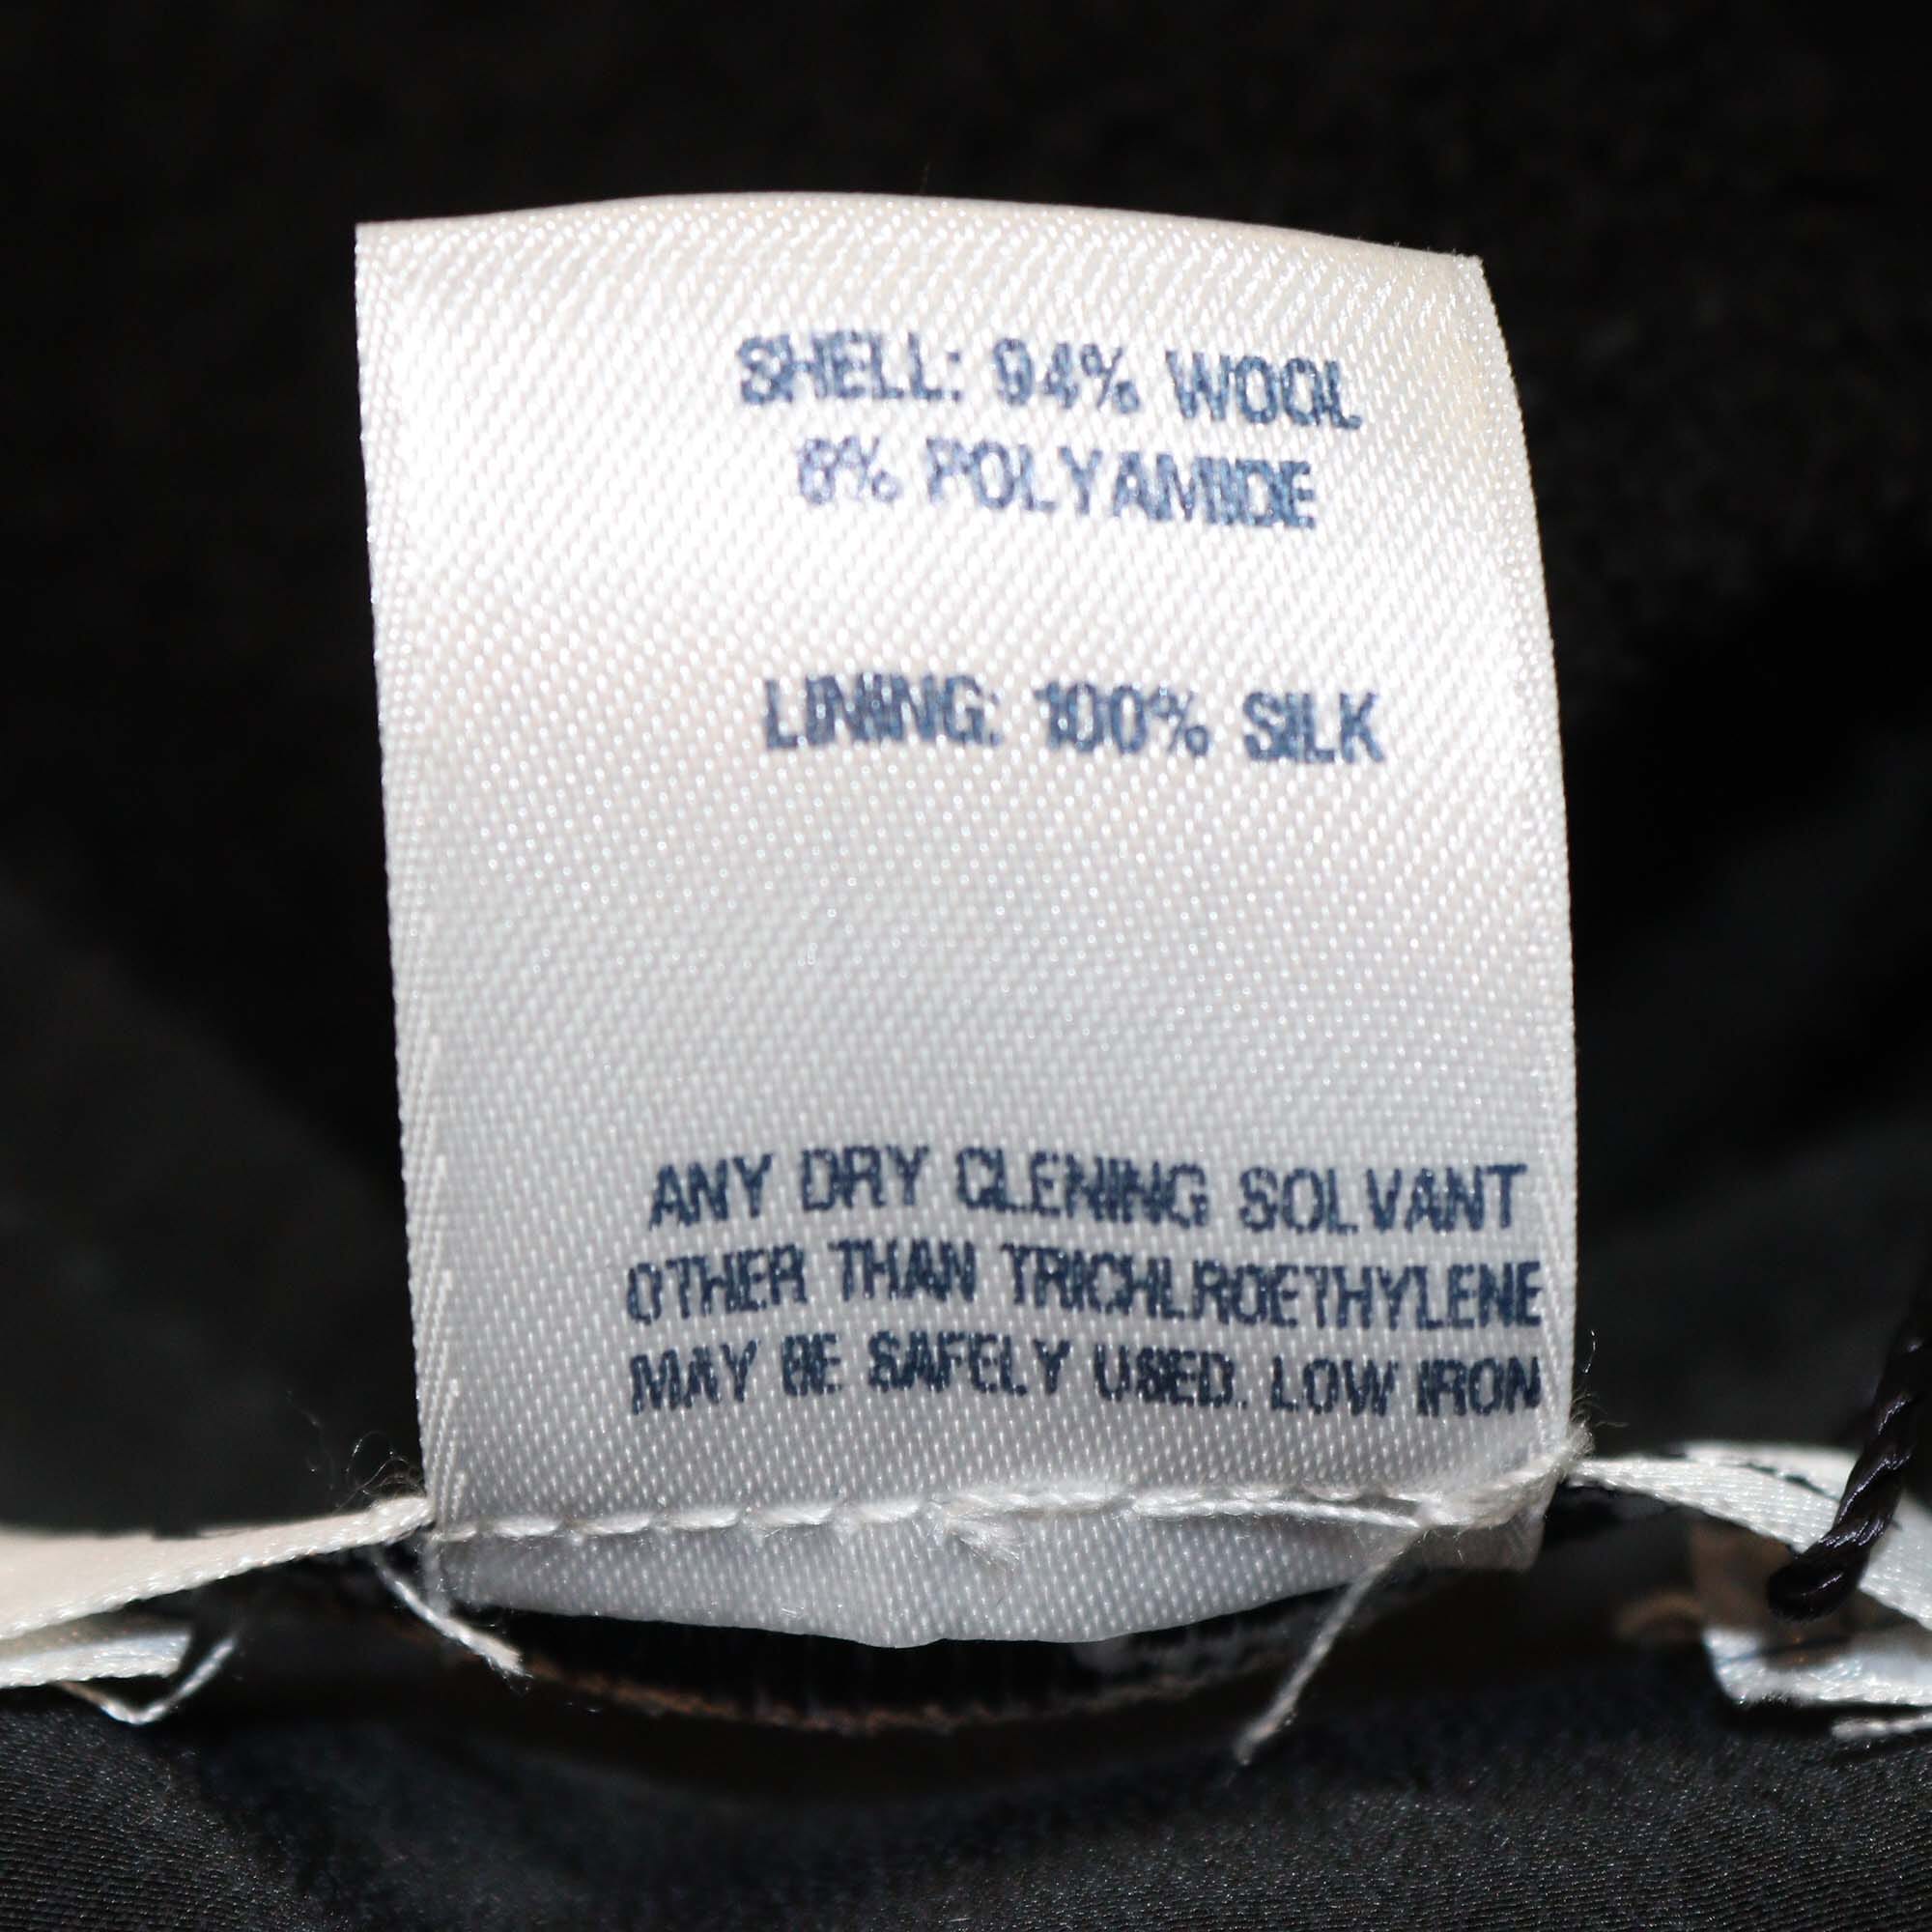 SHELL: 94% WOOL
6% POLYAMIDE
LINING: 100% SILK
ANY DRY CLENING SOLVANT
OTHER THAN TRICHLROETHYLENE
MAY BE SAFELY USED. LOW IRON